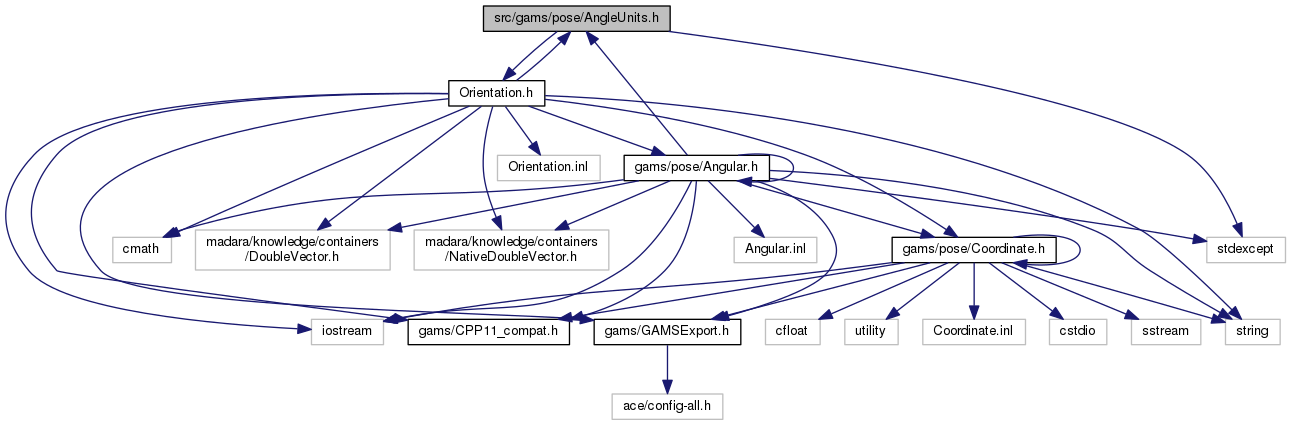 src/gams/pose/AngleUnits.h
Orientation.h
Orientation.inl
gams/pose/Angular.h
cmath
madara/knowledge/containers
/DoubleVector.h
madara/knowledge/containers
/NativeDoubleVector.h
Angular.inl
gams/pose/Coordinate.h
stdexcept
iostream
gams/CPP11_compat.h
gams/GAMSExport.h
cfloat
utility
Coordinate.inl
cstdio
sstream
string
ace/config-all.h